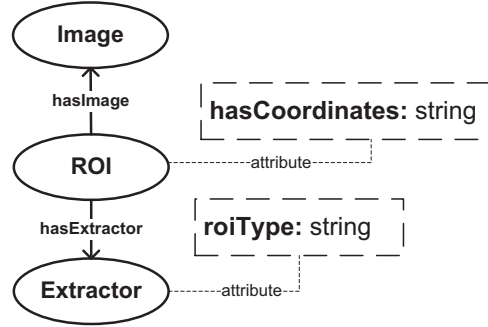 Image
hasImage
hasCoordinates: string
ROI
attribute
hasExtractor
roiType: string
Extractor
attribute